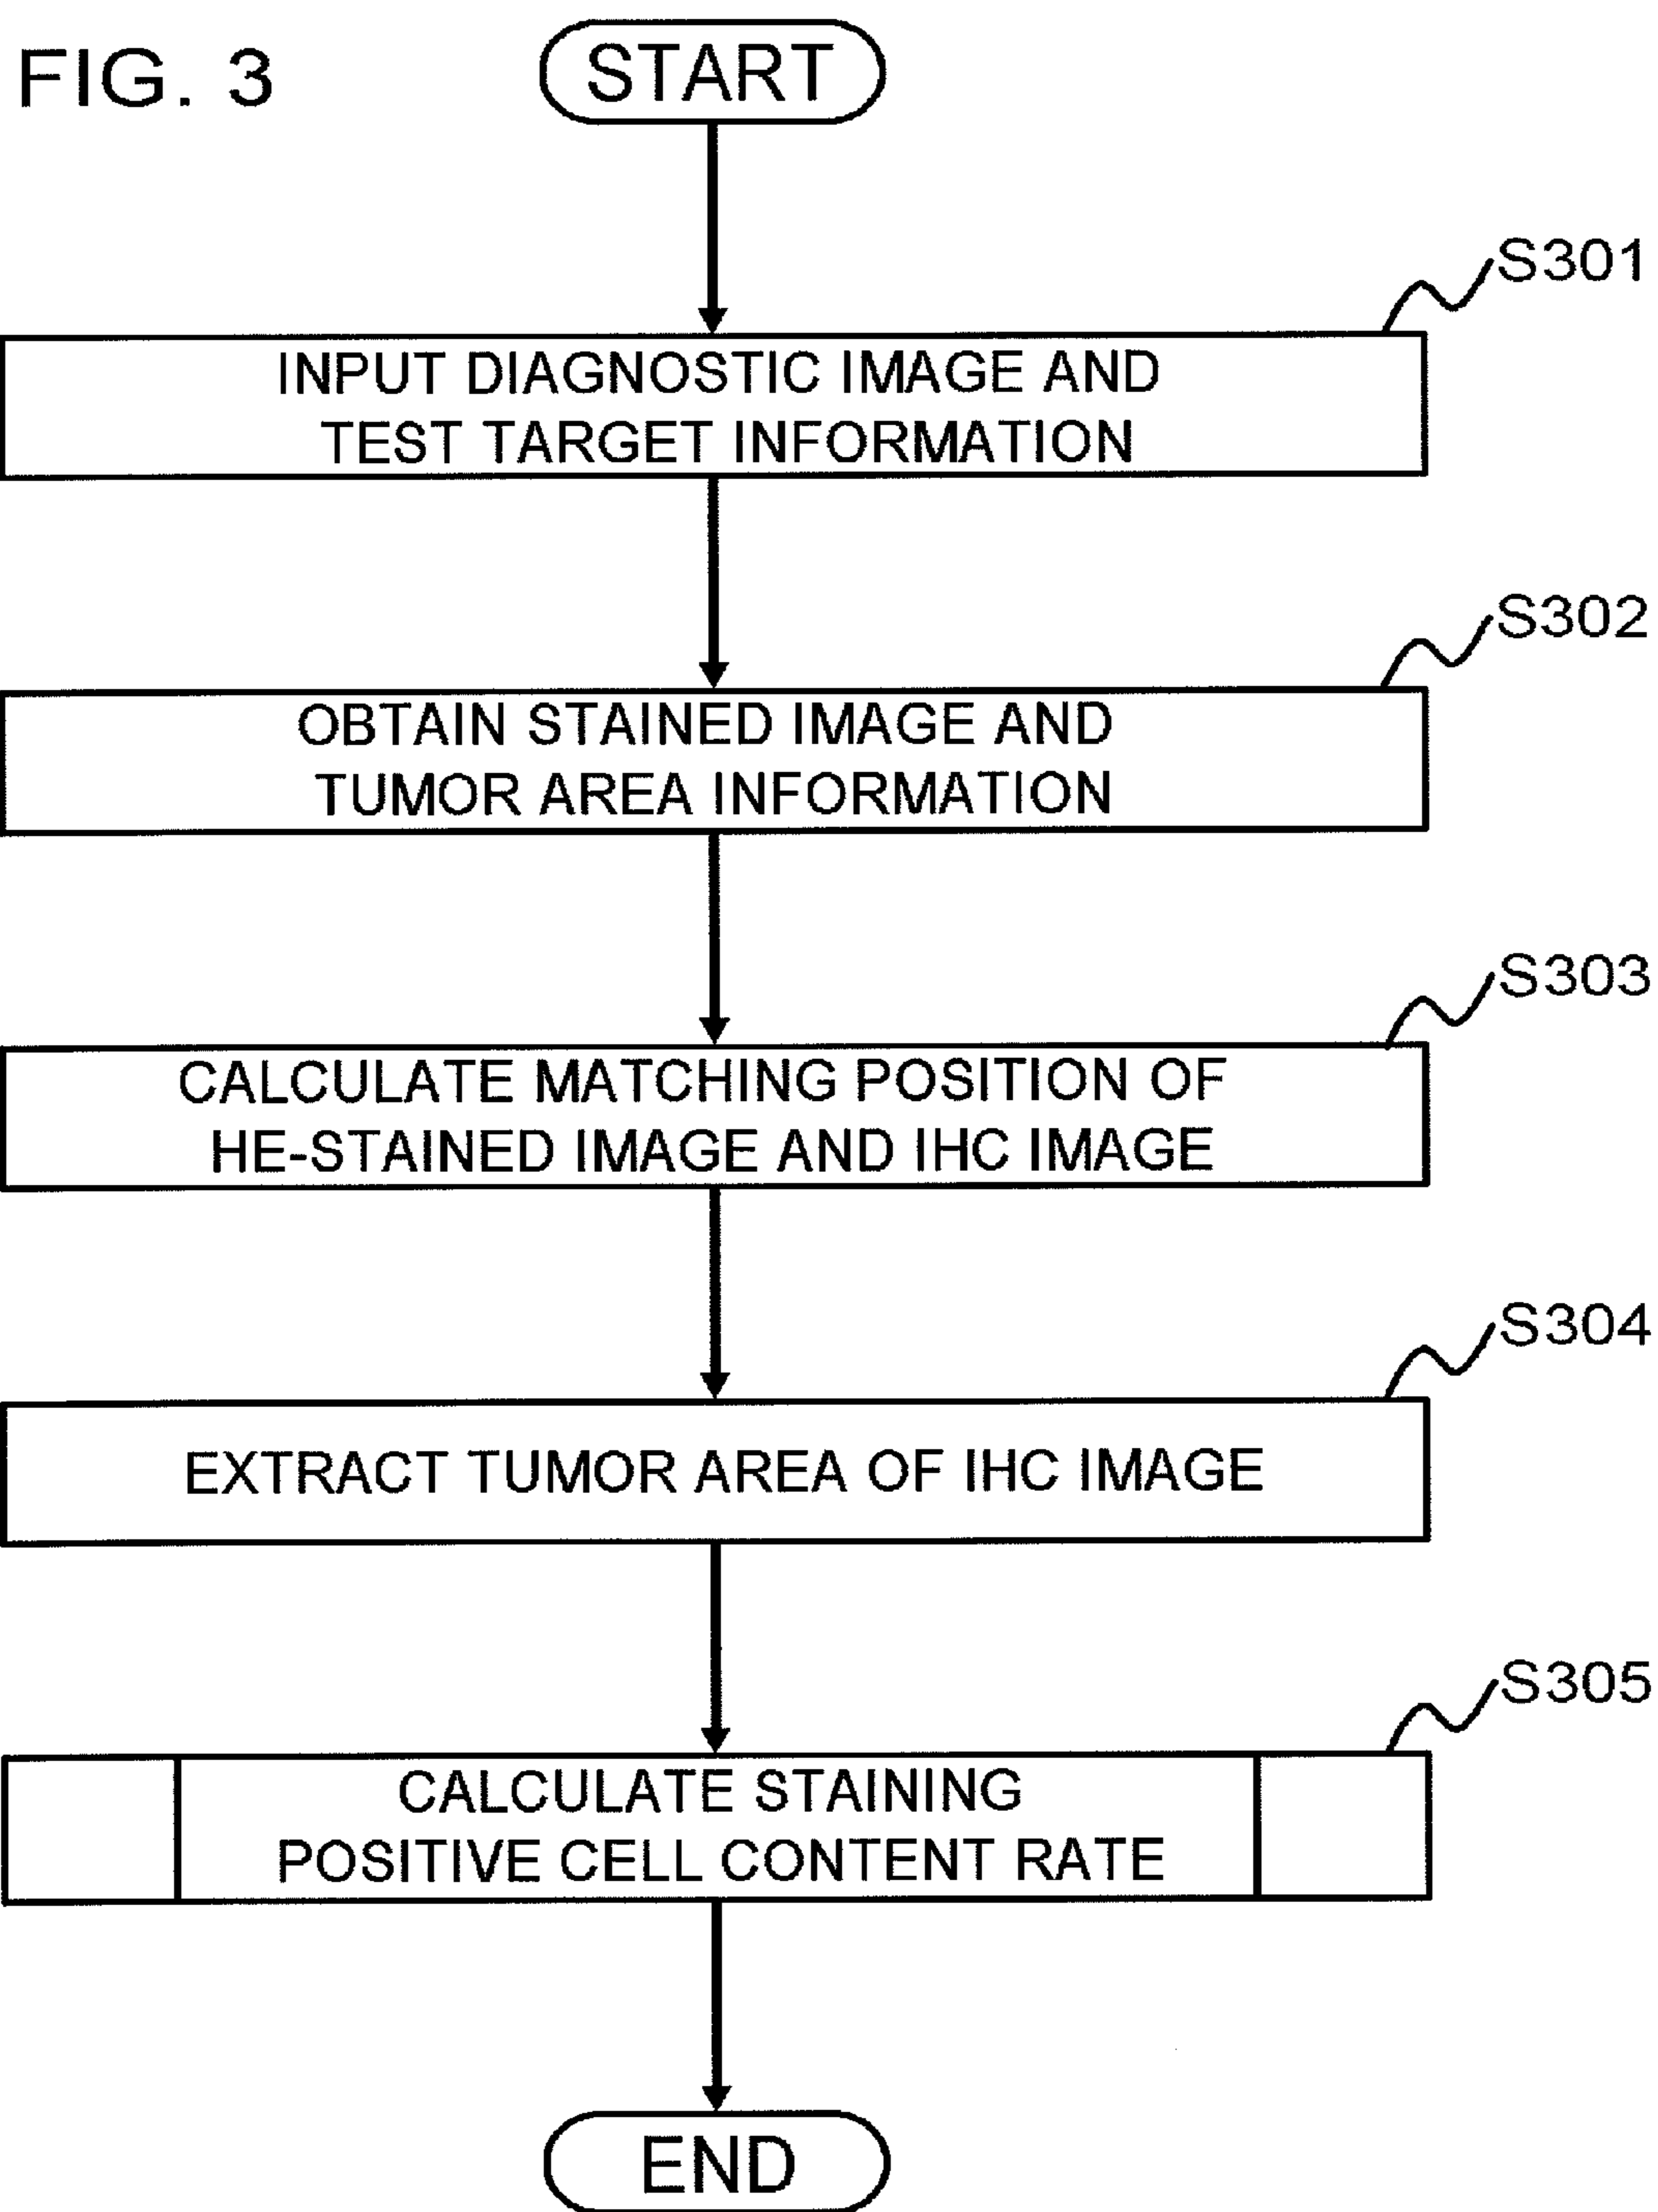 FIG. 3
START
S301
INPUT DIAGNOSTIC IMAGE AND
TEST TARGET INFORMATION
S302
OBTAIN STAINED IMAGE AND
TUMOR AREA INFORMATION
S303
CALCULATE MATCHING POSITION OF
HE-STAINED IMAGE AND IHC IMAGE
S304
EXTRACT TUMOR AREA OF IHC IMAGE
S305
CALCULATE STAINING
POSITIVE CELL CONTENT RATE
END